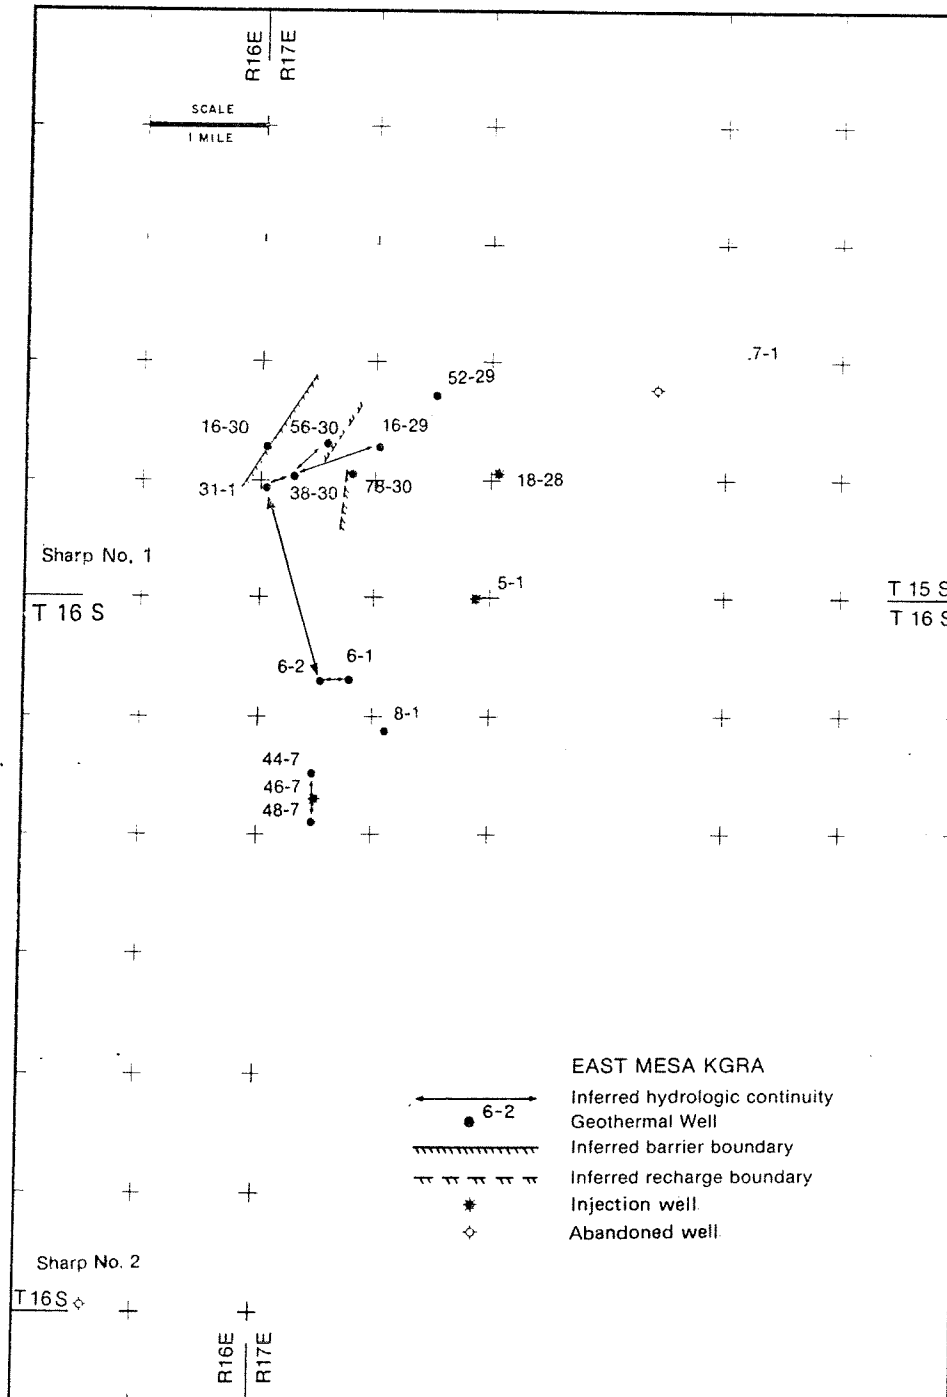 R16E
R17E
SCALE
1 MILE
.7-1
52-29
16-30
56-30
16-29
31-1
38-30
78-30
18-28
Sharp No. 1
5-1
T 15 S
T 16 S
T 16 S
6-2
6-1
8-1
44-7
46-7
48-7
EAST MESA KGRA
Inferred hydrologic continuity
6-2
Geothermal Well
Inferred barrier boundary
Inferred recharge boundary
Injection well
Abandoned well
Sharp No. 2
T 16 S
R16E
R17E